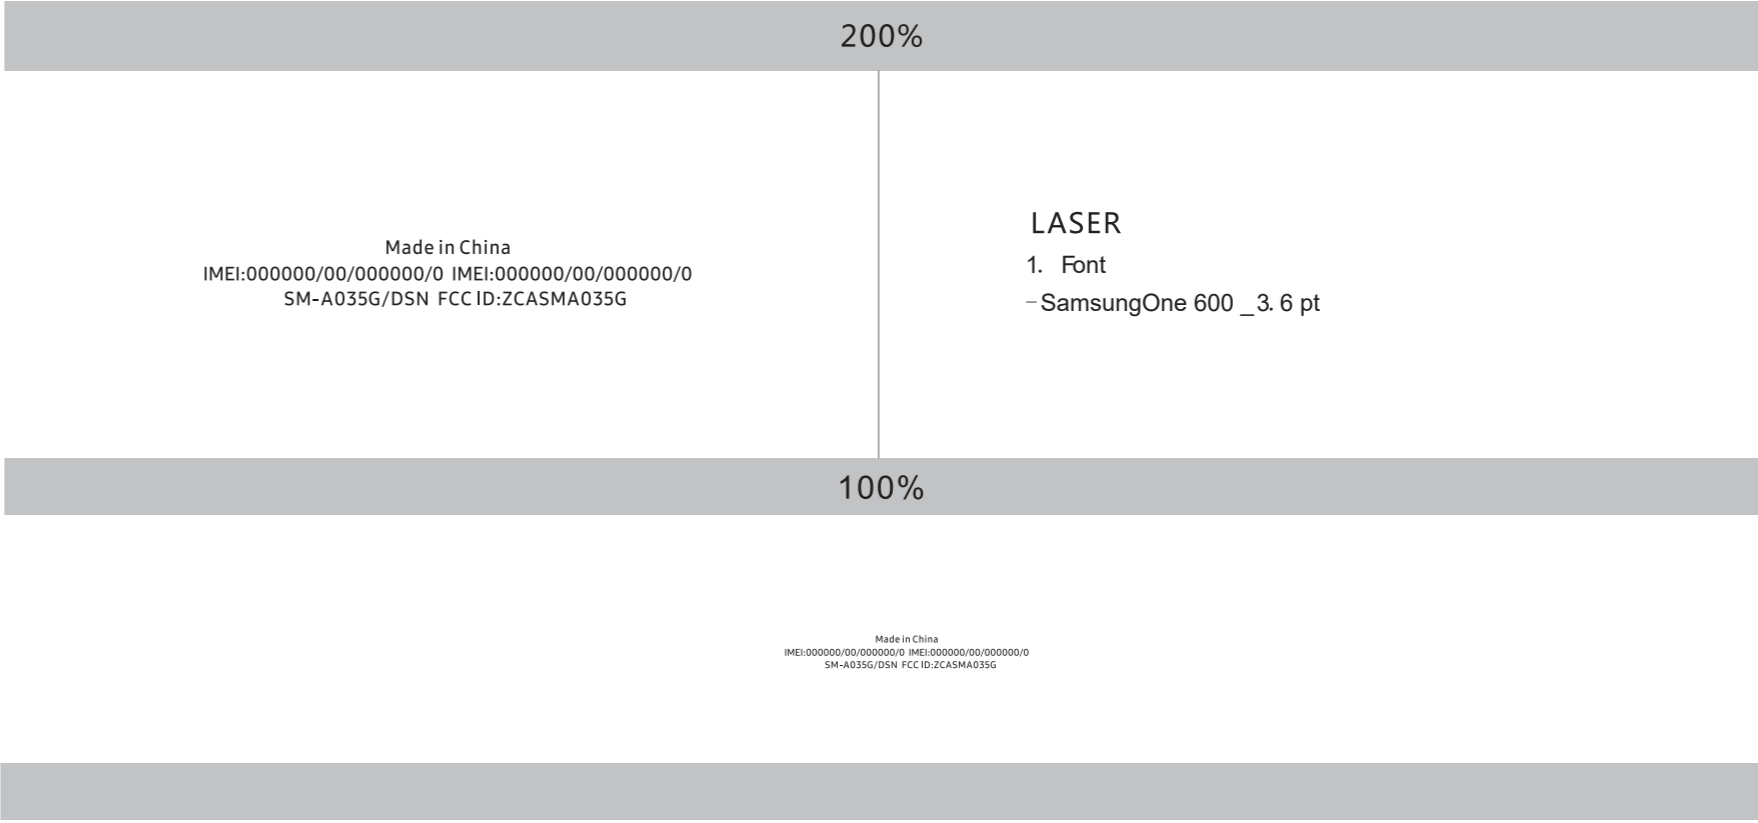 200%
Made in China
IMEI:000000/00/000000/0 IMEI:000000/00/000000/0
SM-A035G/DSN FCC ID:ZCASMA035G
LASER
1. Font
–SamsungOne 600 _3. 6 pt
100%
Made in China
IMEI:000000/00/000000/0 IMEI:000000/00/000000/0
SM-A035G/DSN FCC ID:ZCASMA035G